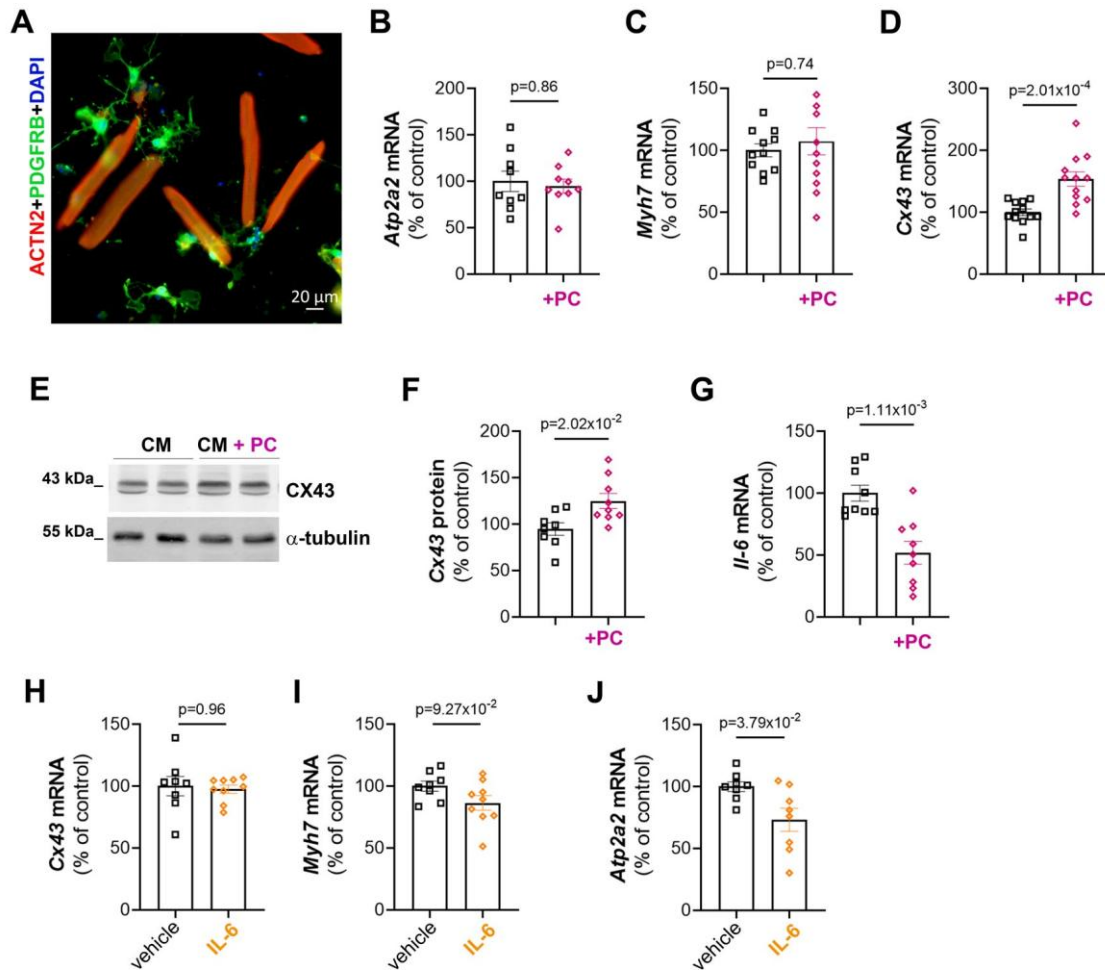 A
ACTN2+PDGFRB+DAPI
20 µm
B
Atp2a2 mRNA
(% of control)
p=0.86
200
150
100
50
0
+PC
C
Myh7 mRNA
(% of control)
p=0.74
150
100
50
0
+PC
D
Cx43 mRNA
(% of control)
p=2.01x10-4
300
200
100
0
+PC
E
CM CM + PC
43 kDa_
CX43
55 kDa_
α-tubulin
F
Cx43 protein
(% of control)
p=2.02x10-2
200
150
100
50
0
+PC
G
Il-6 mRNA
(% of control)
p=1.11x10-3
150
100
50
0
+PC
H
Cx43 mRNA
(% of control)
p=0.96
150
100
50
0
vehicle
IL-6
I
Myh7 mRNA
(% of control)
p=9.27x10-2
150
100
50
0
vehicle
IL-6
J
Atp2a2 mRNA
(% of control)
p=3.79x10-2
150
100
50
0
vehicle
IL-6